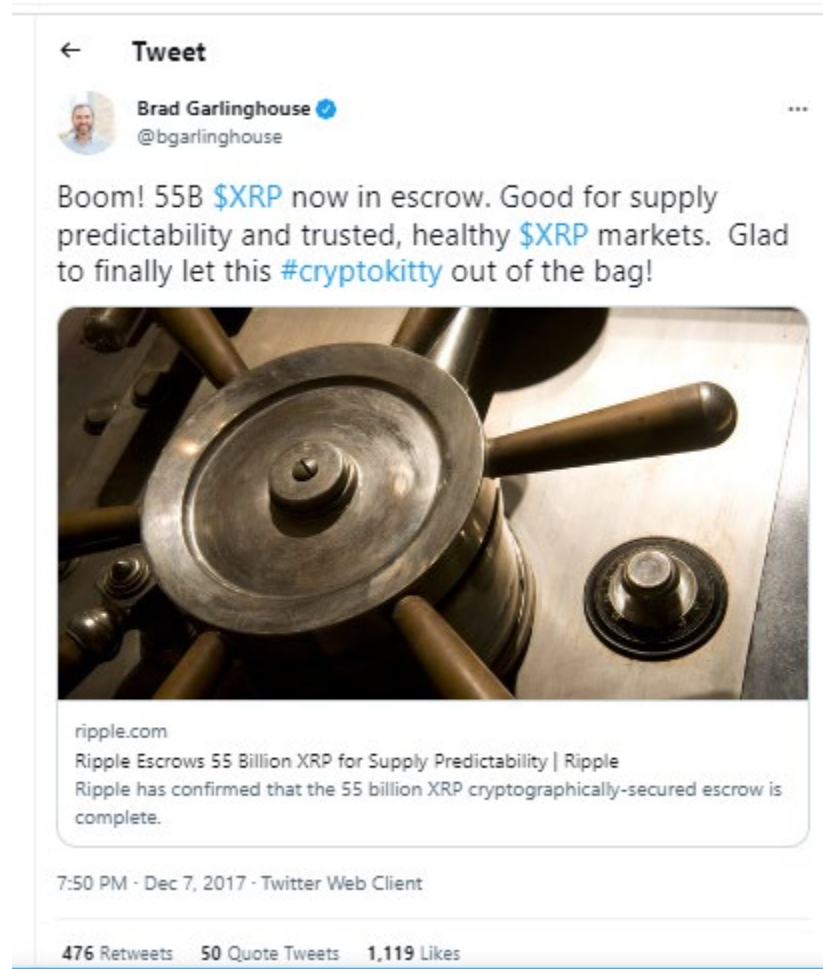 Tweet
Brad Garlinghouse
@bgarlinghouse
Boom! 55B $XRP now in escrow. Good for supply
predictability and trusted, healthy $XRP markets.  Glad
to finally let this #cryptokitty out of the bag!
ripple.com
Ripple Escrows 55 Billion XRP for Supply Predictability | Ripple
Ripple has confirmed that the 55 billion XRP cryptographically-secured escrow is
complete.
7:50 PM · Dec 7, 2017 · Twitter Web Client
476 Retweets 50 Quote Tweets 1,119 Likes